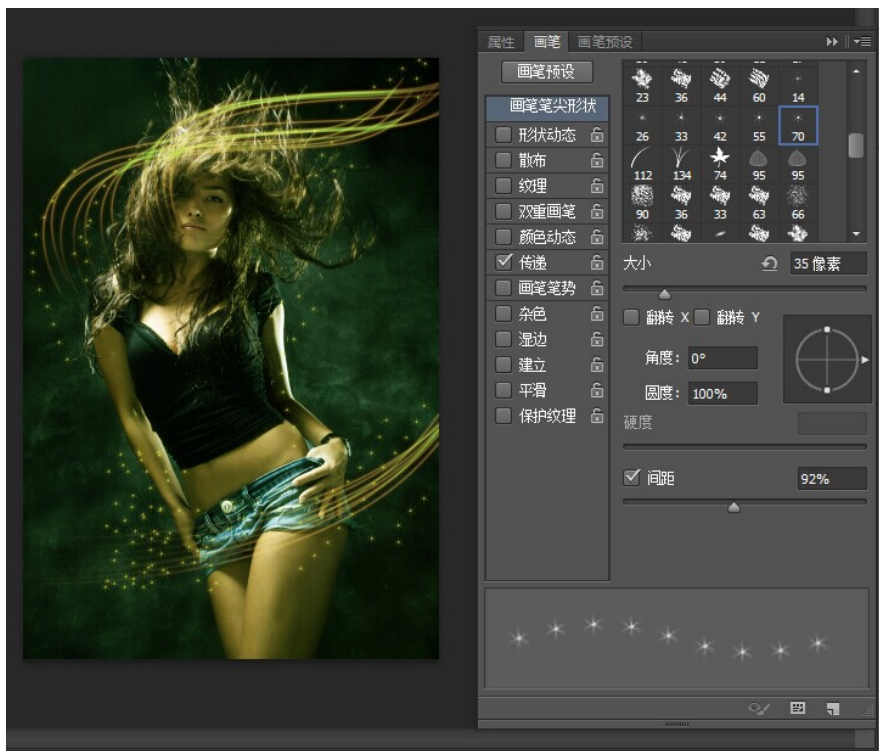 属性 画笔 画笔预设
画笔预设
画笔笔尖形状
形状动态
散布
纹理
双重画笔
颜色动态
传递
画笔笔势
杂色
湿边
建立
平滑
保护纹理
23 36 44 60 14
26 33 42 55 70
112 134 74 95 95
90 36 33 63 66
大小 35 像素
翻转 X 翻转 Y
角度: 0°
圆度: 100%
硬度
间距 92%